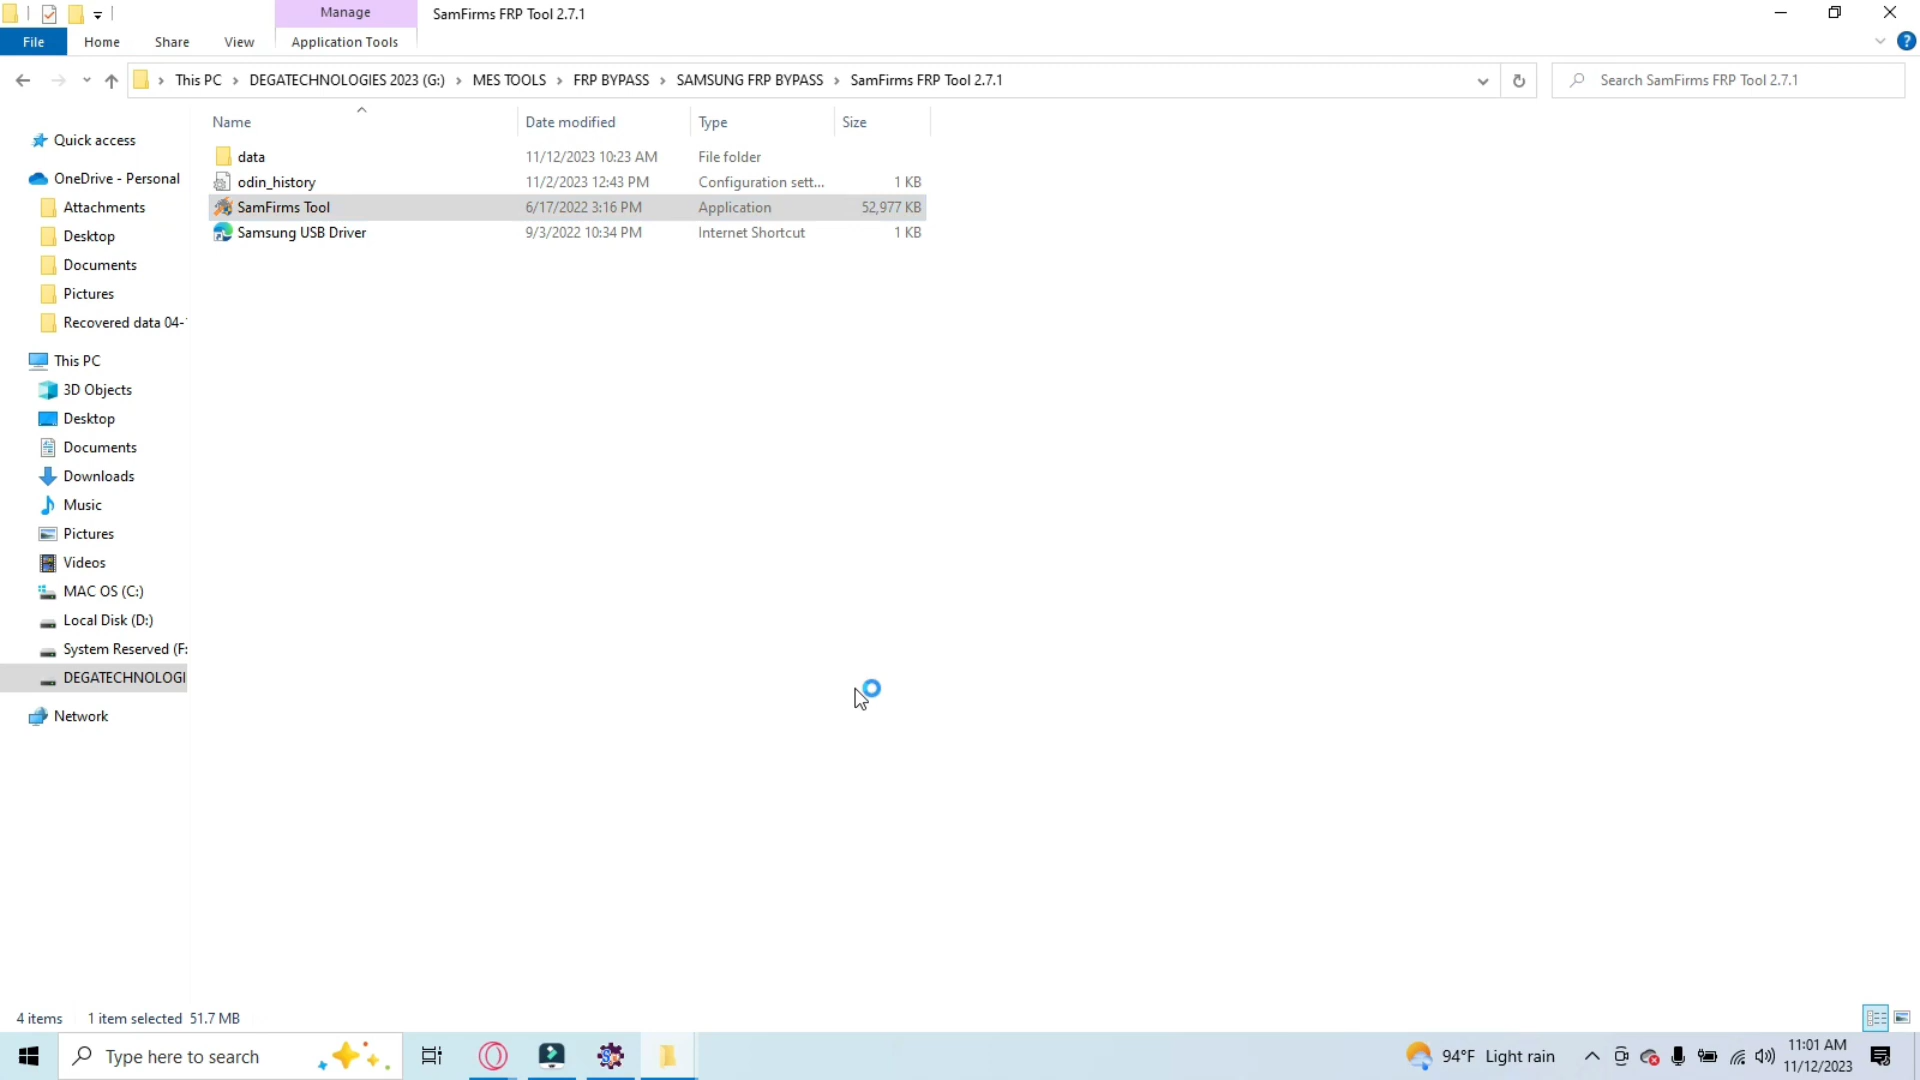 Manage
SamFirms FRP Tool 2.7.1
File
Home
Share
View
Application Tools
This PC
DEGATECHNOLOGIES 2023 (G:)
MES TOOLS
FRP BYPASS
SAMSUNG FRP BYPASS
SamFirms FRP Tool 2.7.1
Search SamFirms FRP Tool 2.7.1
Name
Date modified
Type
Size
data
11/12/2023 10:23 AM
File folder
odin_history
11/2/2023 12:43 PM
Configuration sett...
1 KB
SamFirms Tool
6/17/2022 3:16 PM
Application
52,977 KB
Samsung USB Driver
9/3/2022 10:34 PM
Internet Shortcut
1 KB
Quick access
OneDrive - Personal
Attachments
Desktop
Documents
Pictures
Recovered data 04-
This PC
3D Objects
Desktop
Documents
Downloads
Music
Pictures
Videos
MAC OS (C:)
Local Disk (D:)
System Reserved (F:
DEGATECHNOLOGI
Network
4 items
1 item selected 51.7 MB
Type here to search
94°F Light rain
11:01 AM
11/12/2023